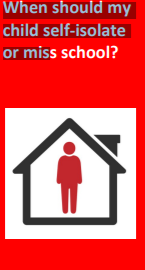 When should my
child self-isolate
or miss school?